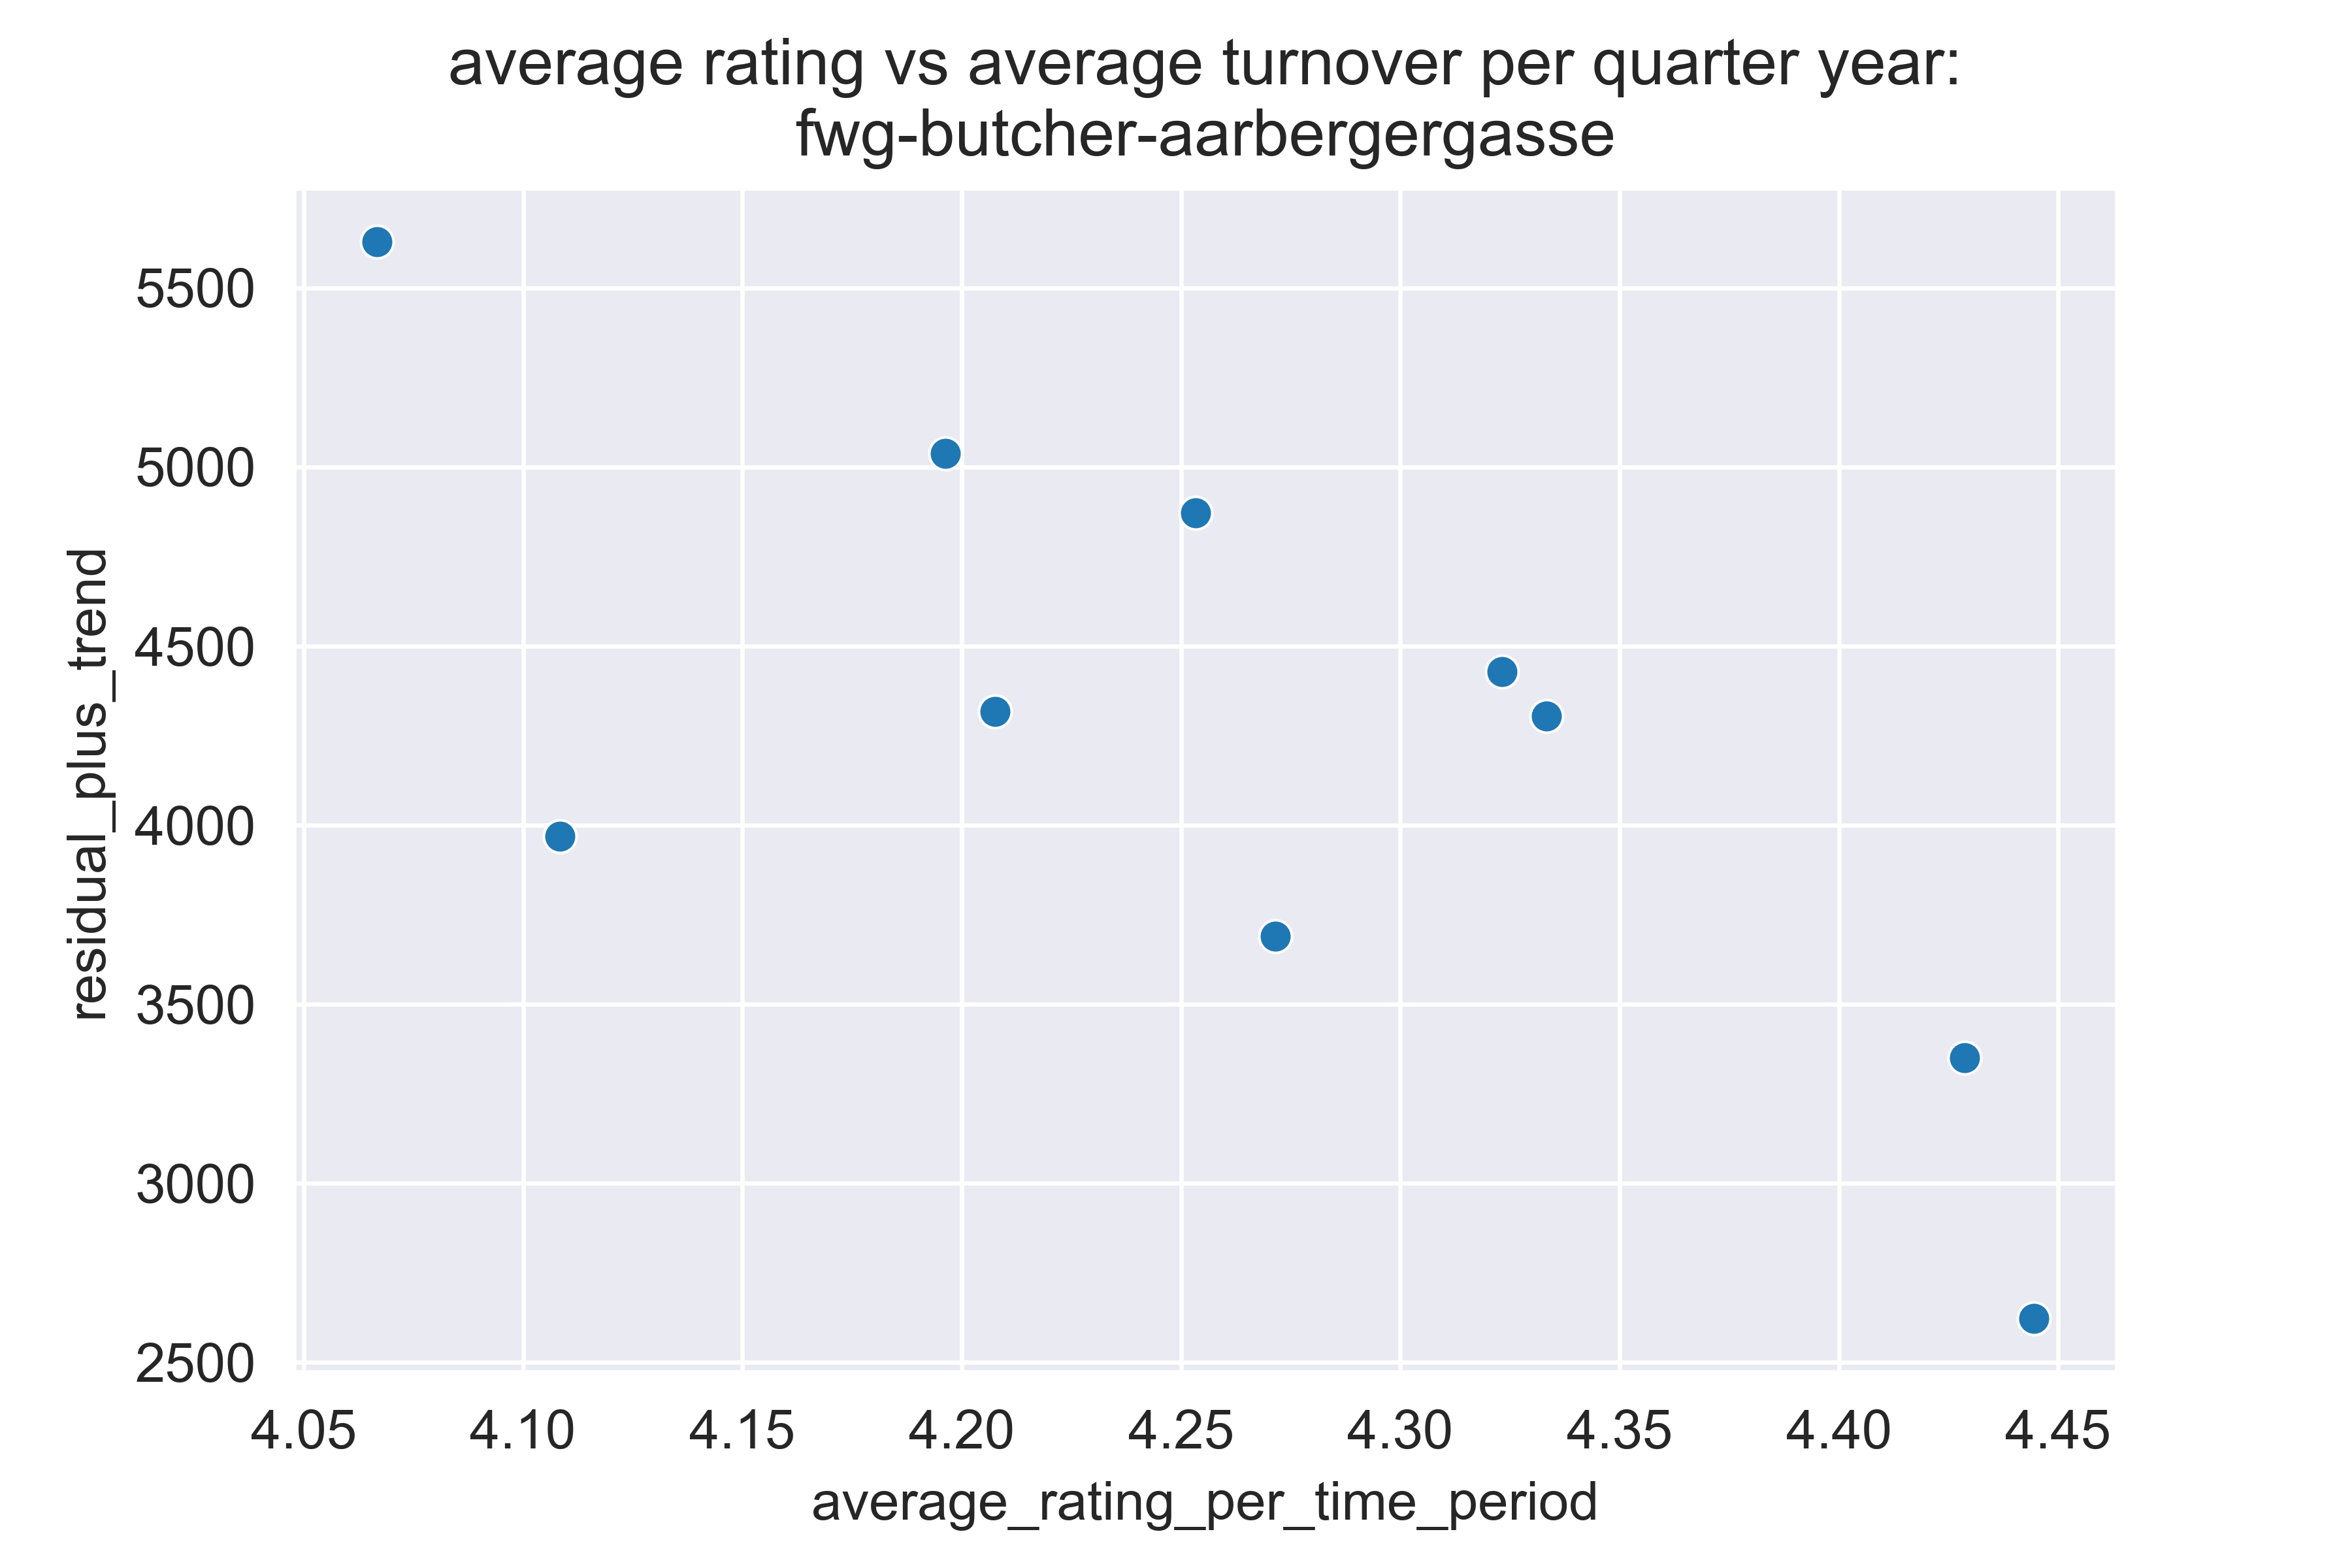 average rating vs average turnover per quarter year:
fwg-butcher-aarbergergasse
residual_plus_trend
5500
5000
4500
4000
3500
3000
2500
4.05 4.10 4.15 4.20 4.25 4.30 4.35 4.40 4.45
average_rating_per_time_period